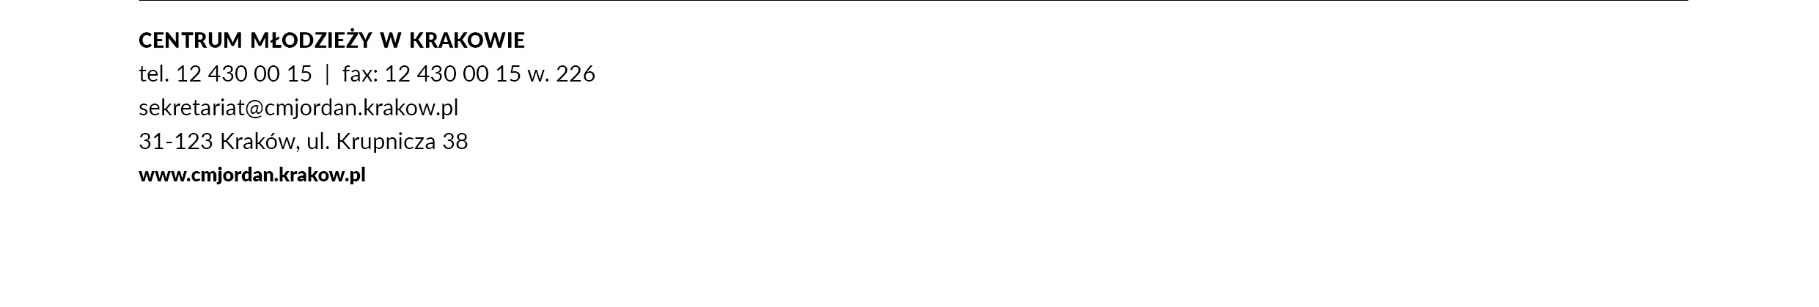 CENTRUM MŁODZIEŻY W KRAKOWIE
tel. 12 430 00 15 | fax: 12 430 00 15 w. 226
sekretariat@cmjordan.krakow.pl
31-123 Kraków, ul. Krupnicza 38
www.cmjordan.krakow.pl